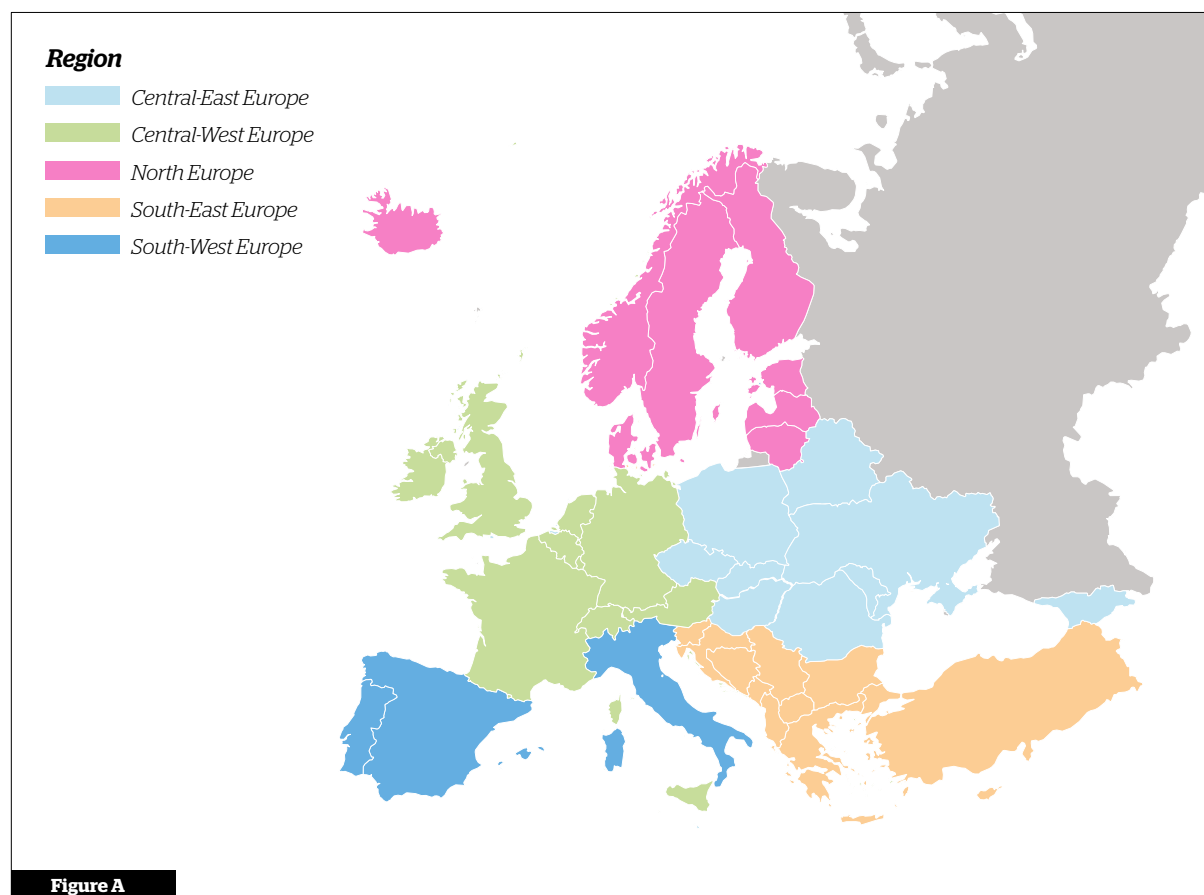 Region
Central-East Europe
Central-West Europe
North Europe
South-East Europe
South-West Europe
Figure A